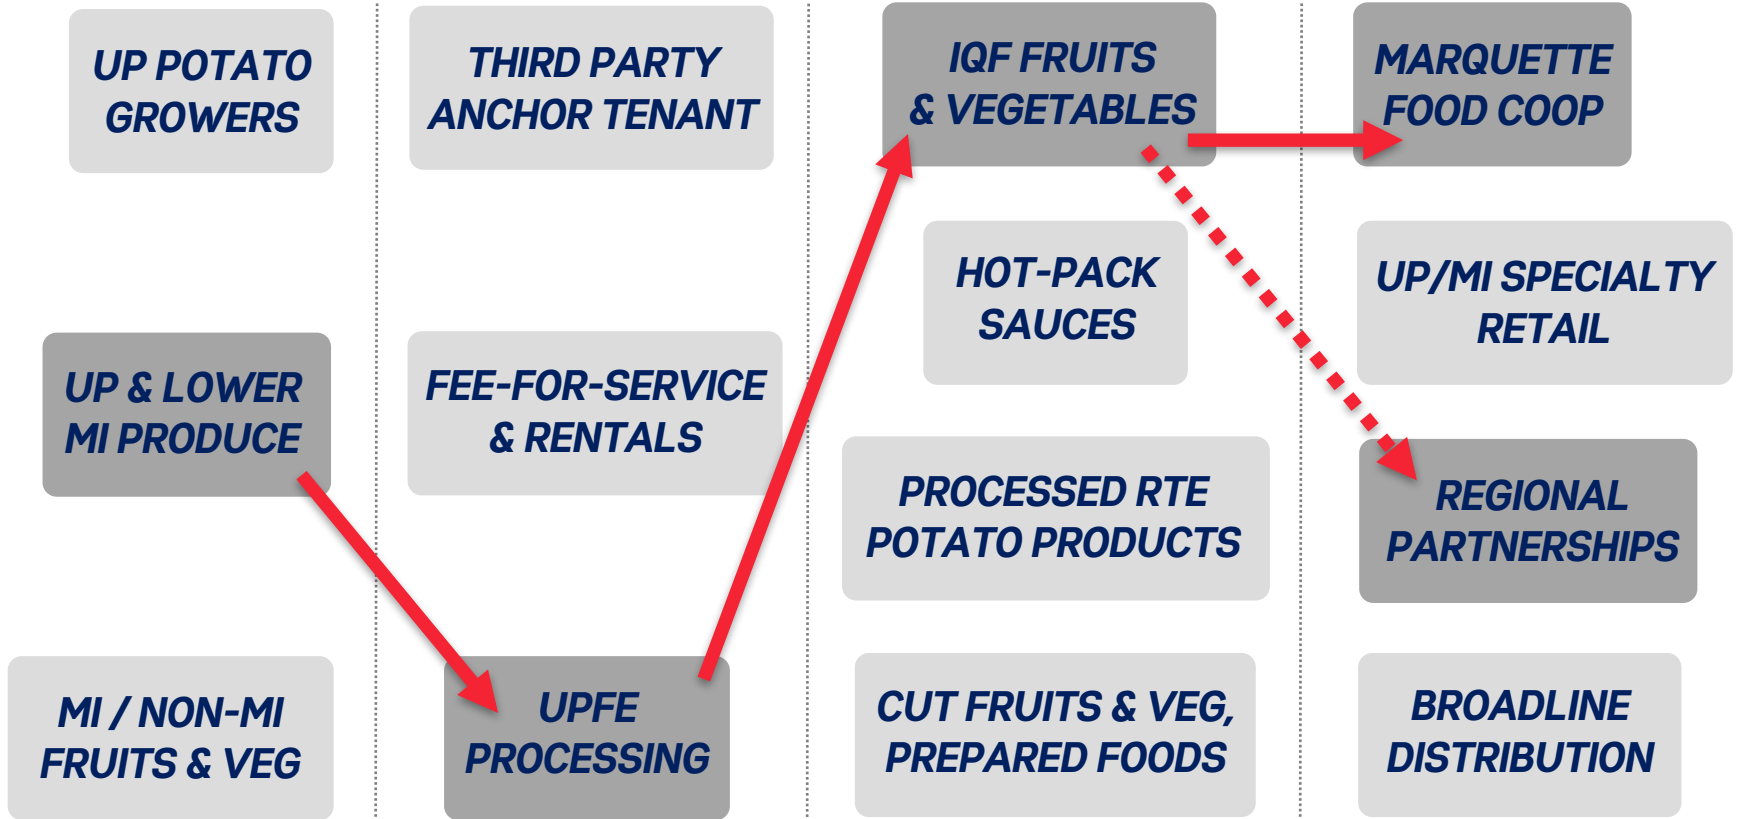 UP POTATO
GROWERS
UP & LOWER
MI PRODUCE
MI / NON-MI
FRUITS & VEG
THIRD PARTY
ANCHOR TENANT
FEE-FOR-SERVICE
& RENTALS
UPFE
PROCESSING
IQF FRUITS
& VEGETABLES
HOT-PACK
SAUCES
PROCESSED RTE
POTATO PRODUCTS
CUT FRUITS & VEG,
PREPARED FOODS
MARQUETTE
FOOD COOP
UP/MI SPECIALTY
RETAIL
REGIONAL
PARTNERSHIPS
BROADLINE
DISTRIBUTION